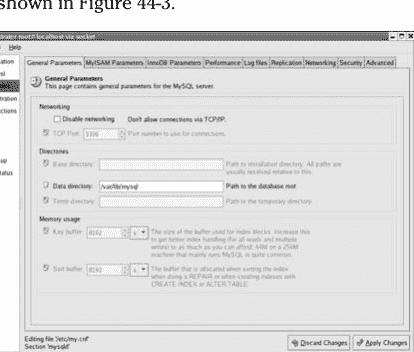 shown in Figure 44-3.
root@localhost via socket
Help
General Parameters MyISAM Parameters InnoDB Parameters Performance Log files Replication Networking Security Advanced
General Parameters
This page contains general parameters for the MySQL server.
Networking
Disable networking Don't allow connections via TCP/IP.
TCP Port: 3306 Port number to use for connections.
Directories
Base directory: Path to installation directory. All paths are
usually resolved relative to this.
Data directory: /var/lib/mysql Path to the database root
Temp directory: Path to the temporary directory.
Memory usage
Key buffer: 8192 The size of the buffer used for index blocks. Increase this
to get better index handling (for all reads and multiple
writes) to as much as you can afford; 64M on a 256M
machine that mainly runs MySQL is quite common.
Sort buffer: 8192 The buffer that is allocated when sorting the index
when doing a REPAIR or when creating indexes with
CREATE INDEX or ALTER TABLE.
Editing file '/etc/my.cnf'
Section 'mysqld'
Discard Changes Apply Changes